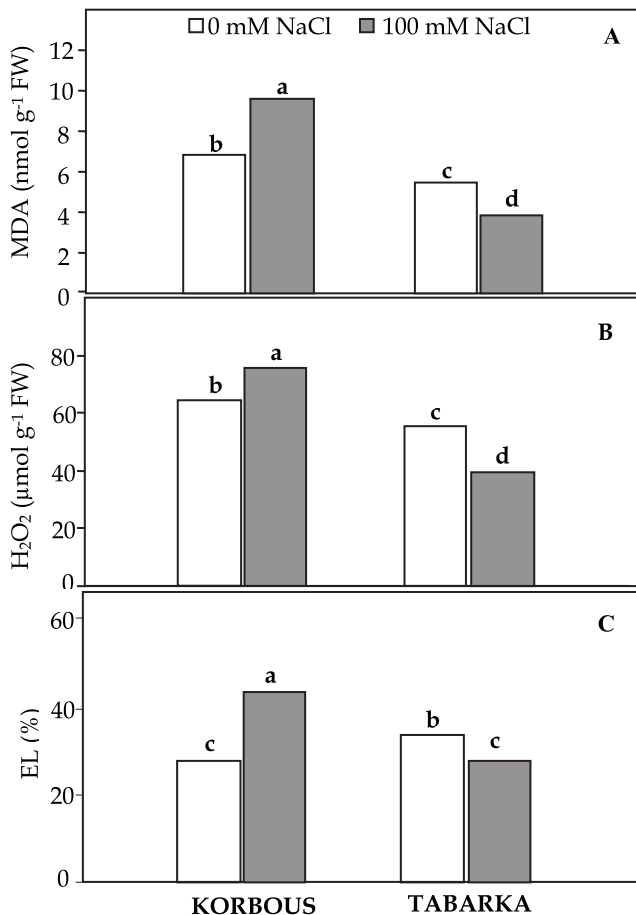 0 mM NaCl 100 mM NaCl
A
MDA (nmol g⁻¹ FW)
12
10
8
6
4
2
0
b
a
c
d
B
H₂O₂ (µmol g⁻¹ FW)
80
60
40
20
0
b
a
c
d
C
EL (%)
60
40
20
0
c
a
b
c
KORBOUS TABARKA